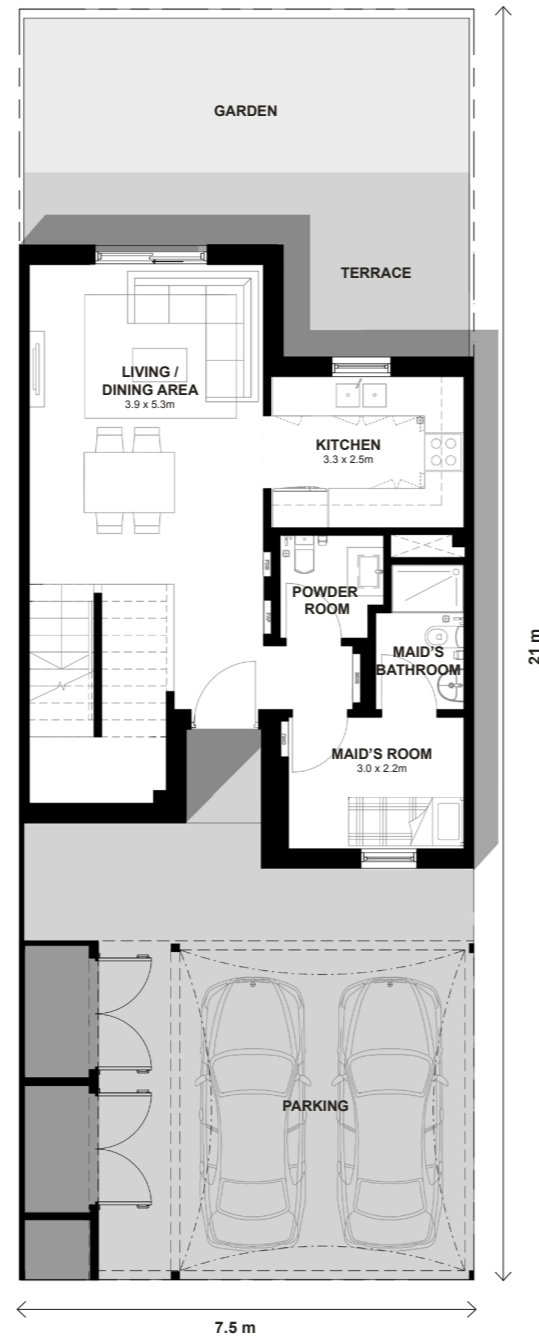 GARDEN
TERRACE
LIVING /
DINING AREA
3.9 x 5.3m
KITCHEN
3.3 x 2.5m
POWDER
ROOM
MAID'S
BATHROOM
21 m
MAID'S ROOM
3.0 x 2.2m
PARKING
7.5 m